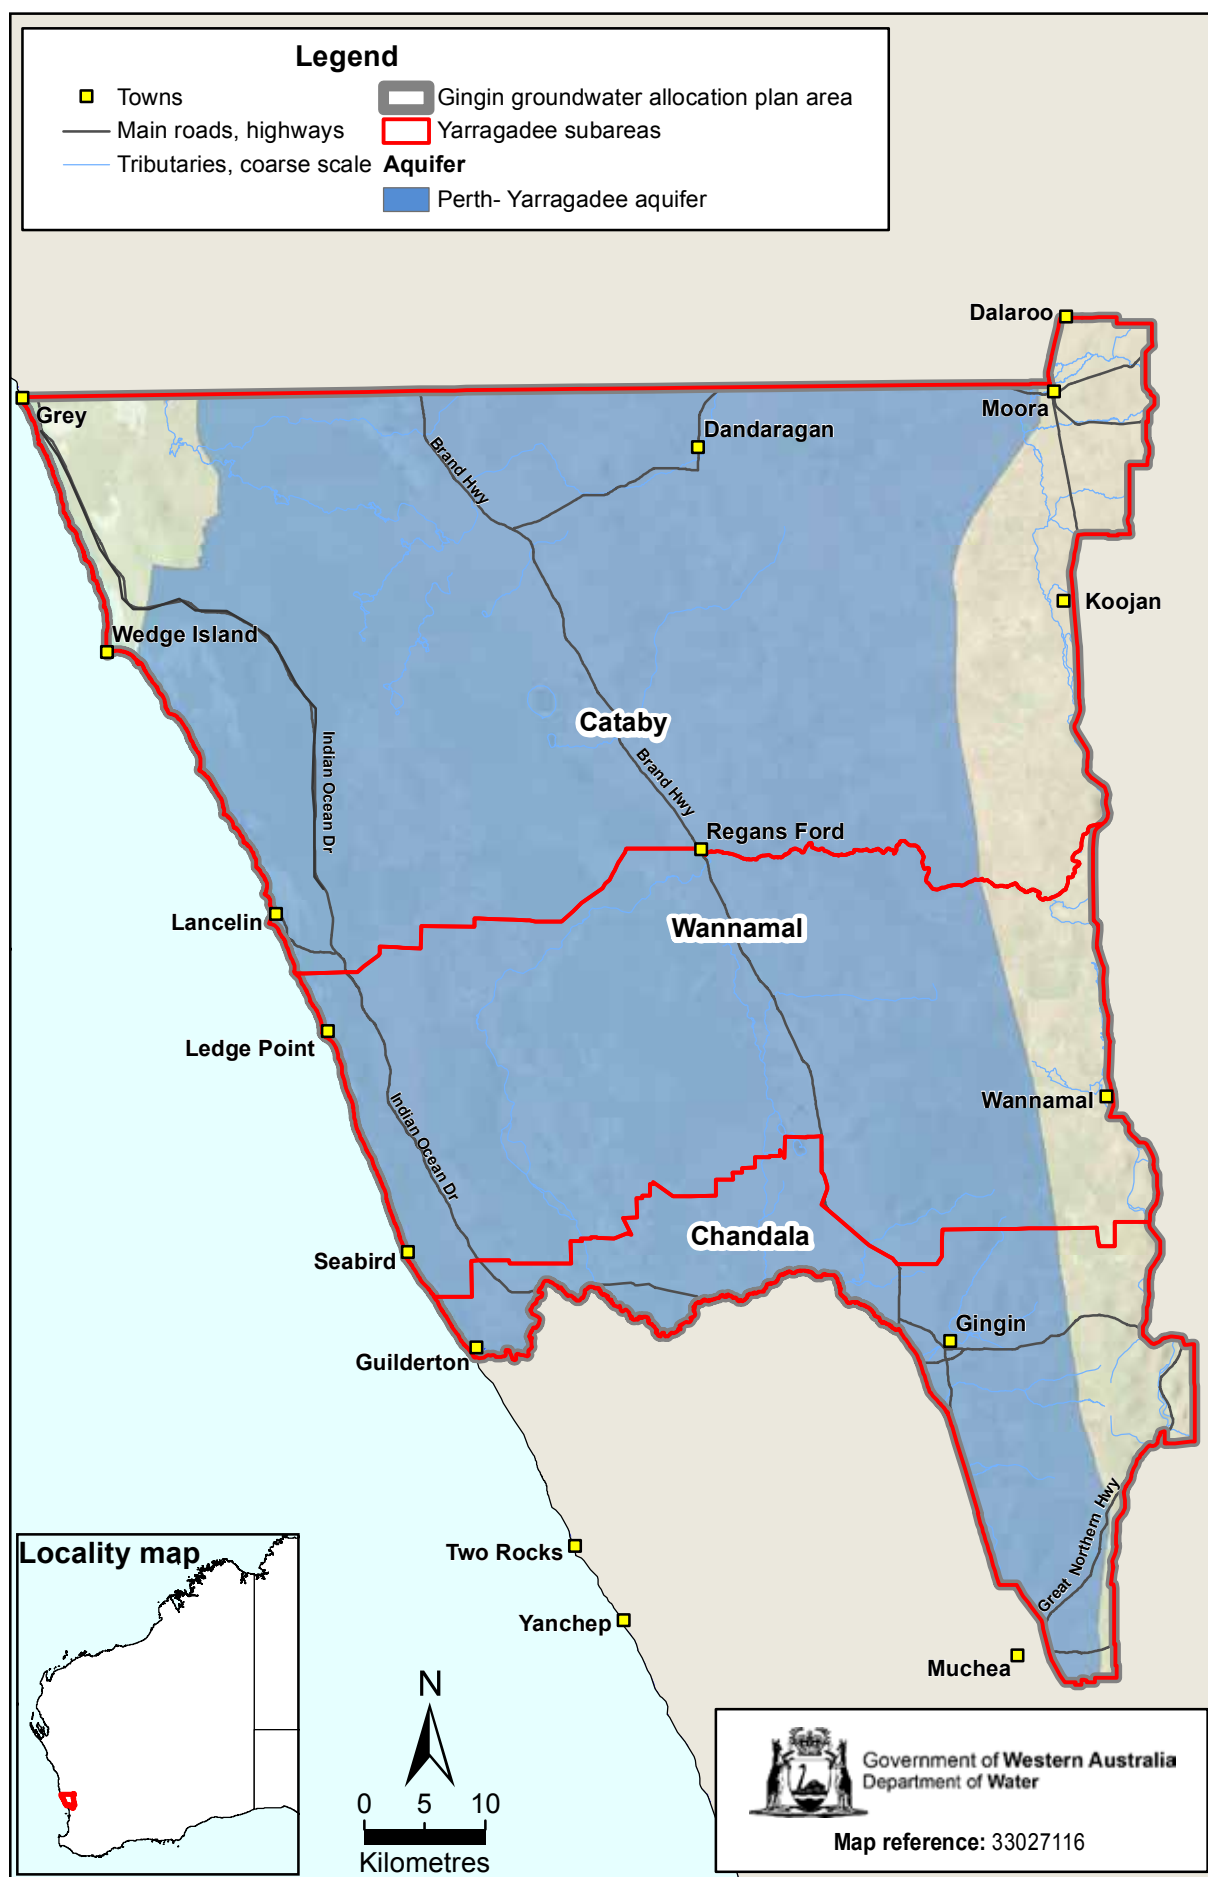 Legend
Towns
Main roads, highways
Tributaries, coarse scale
Gingin groundwater allocation plan area
Yarragadee subareas
Aquifer
Perth- Yarragadee aquifer
Dalaroo
Grey
Moora
Dandaragan
Brand Hwy
Koojan
Wedge Island
Cataby
Indian Ocean Dr
Brand Hwy
Regans Ford
Lancelin
Wannamal
Ledge Point
Wannamal
Indian Ocean Dr
Chandala
Seabird
Gingin
Guilderton
Great Northern Hwy
Two Rocks
Yanchep
Muchea
Locality map
N
0 5 10
Kilometres
Government of Western Australia
Department of Water
Map reference: 33027116